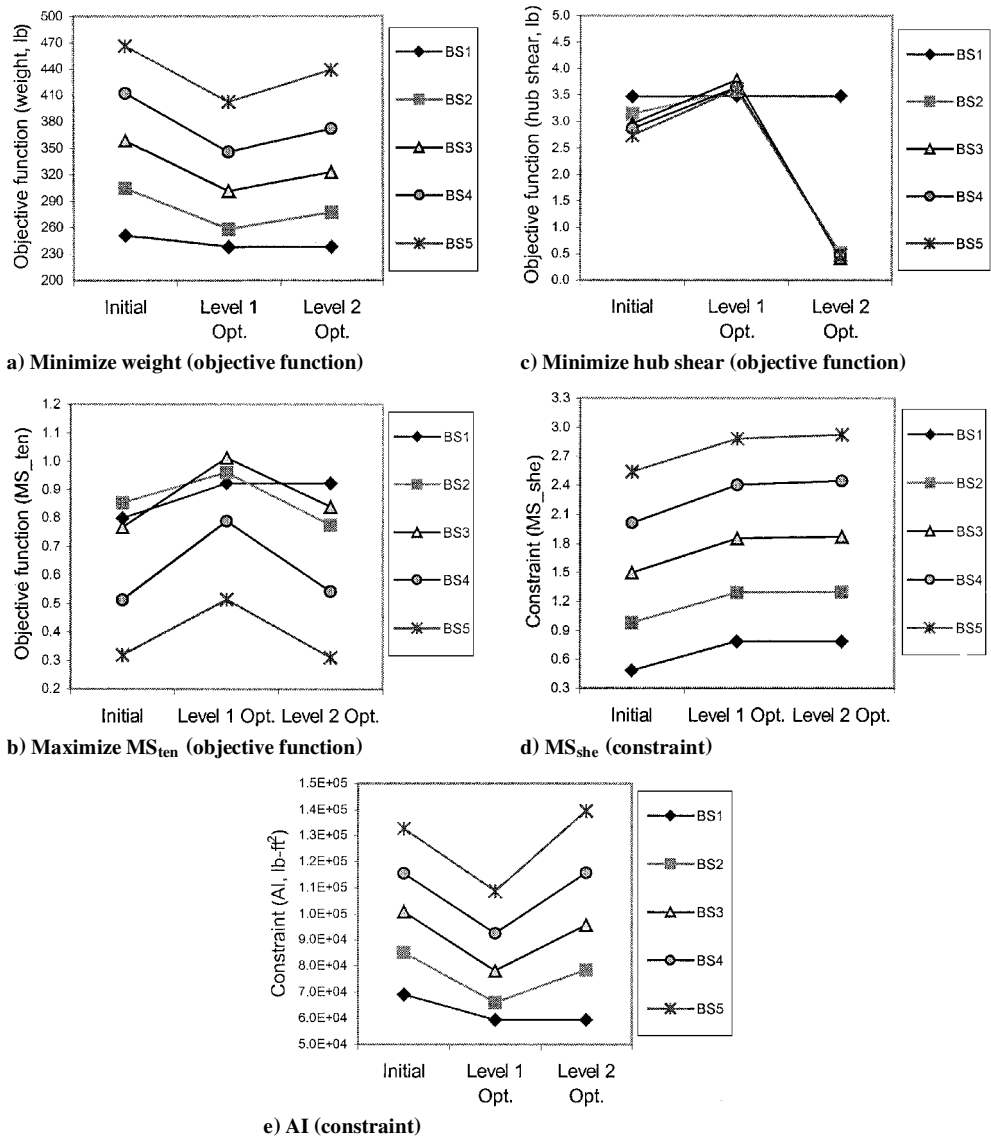 Objective function (weight, lb)
500
470
440
410
380
350
320
290
260
230
200
Initial
Level 1
Opt.
Level 2
Opt.
BS1
BS2
BS3
BS4
BS5
a) Minimize weight (objective function)
Objective function (hub shear, lb)
5.0
4.5
4.0
3.5
3.0
2.5
2.0
1.5
1.0
0.5
0.0
Initial
Level 1
Opt.
Level 2
Opt.
BS1
BS2
BS3
BS4
BS5
c) Minimize hub shear (objective function)
Objective function (MS_ten)
1.2
1.1
1.0
0.9
0.8
0.7
0.6
0.5
0.4
0.3
0.2
Initial
Level 1 Opt.
Level 2 Opt.
BS1
BS2
BS3
BS4
BS5
b) Maximize MSten (objective function)
Constraint (MS_she)
3.3
3.0
2.7
2.4
2.1
1.8
1.5
1.2
0.9
0.6
0.3
Initial
Level 1 Opt.
Level 2 Opt.
BS1
BS2
BS3
BS4
BS5
d) MSshe (constraint)
Constraint (AI, lb-ft²)
1.5E+05
1.4E+05
1.3E+05
1.2E+05
1.1E+05
1.0E+05
9.0E+04
8.0E+04
7.0E+04
6.0E+04
5.0E+04
Initial
Level 1
Opt.
Level 2
Opt.
BS1
BS2
BS3
BS4
BS5
e) AI (constraint)